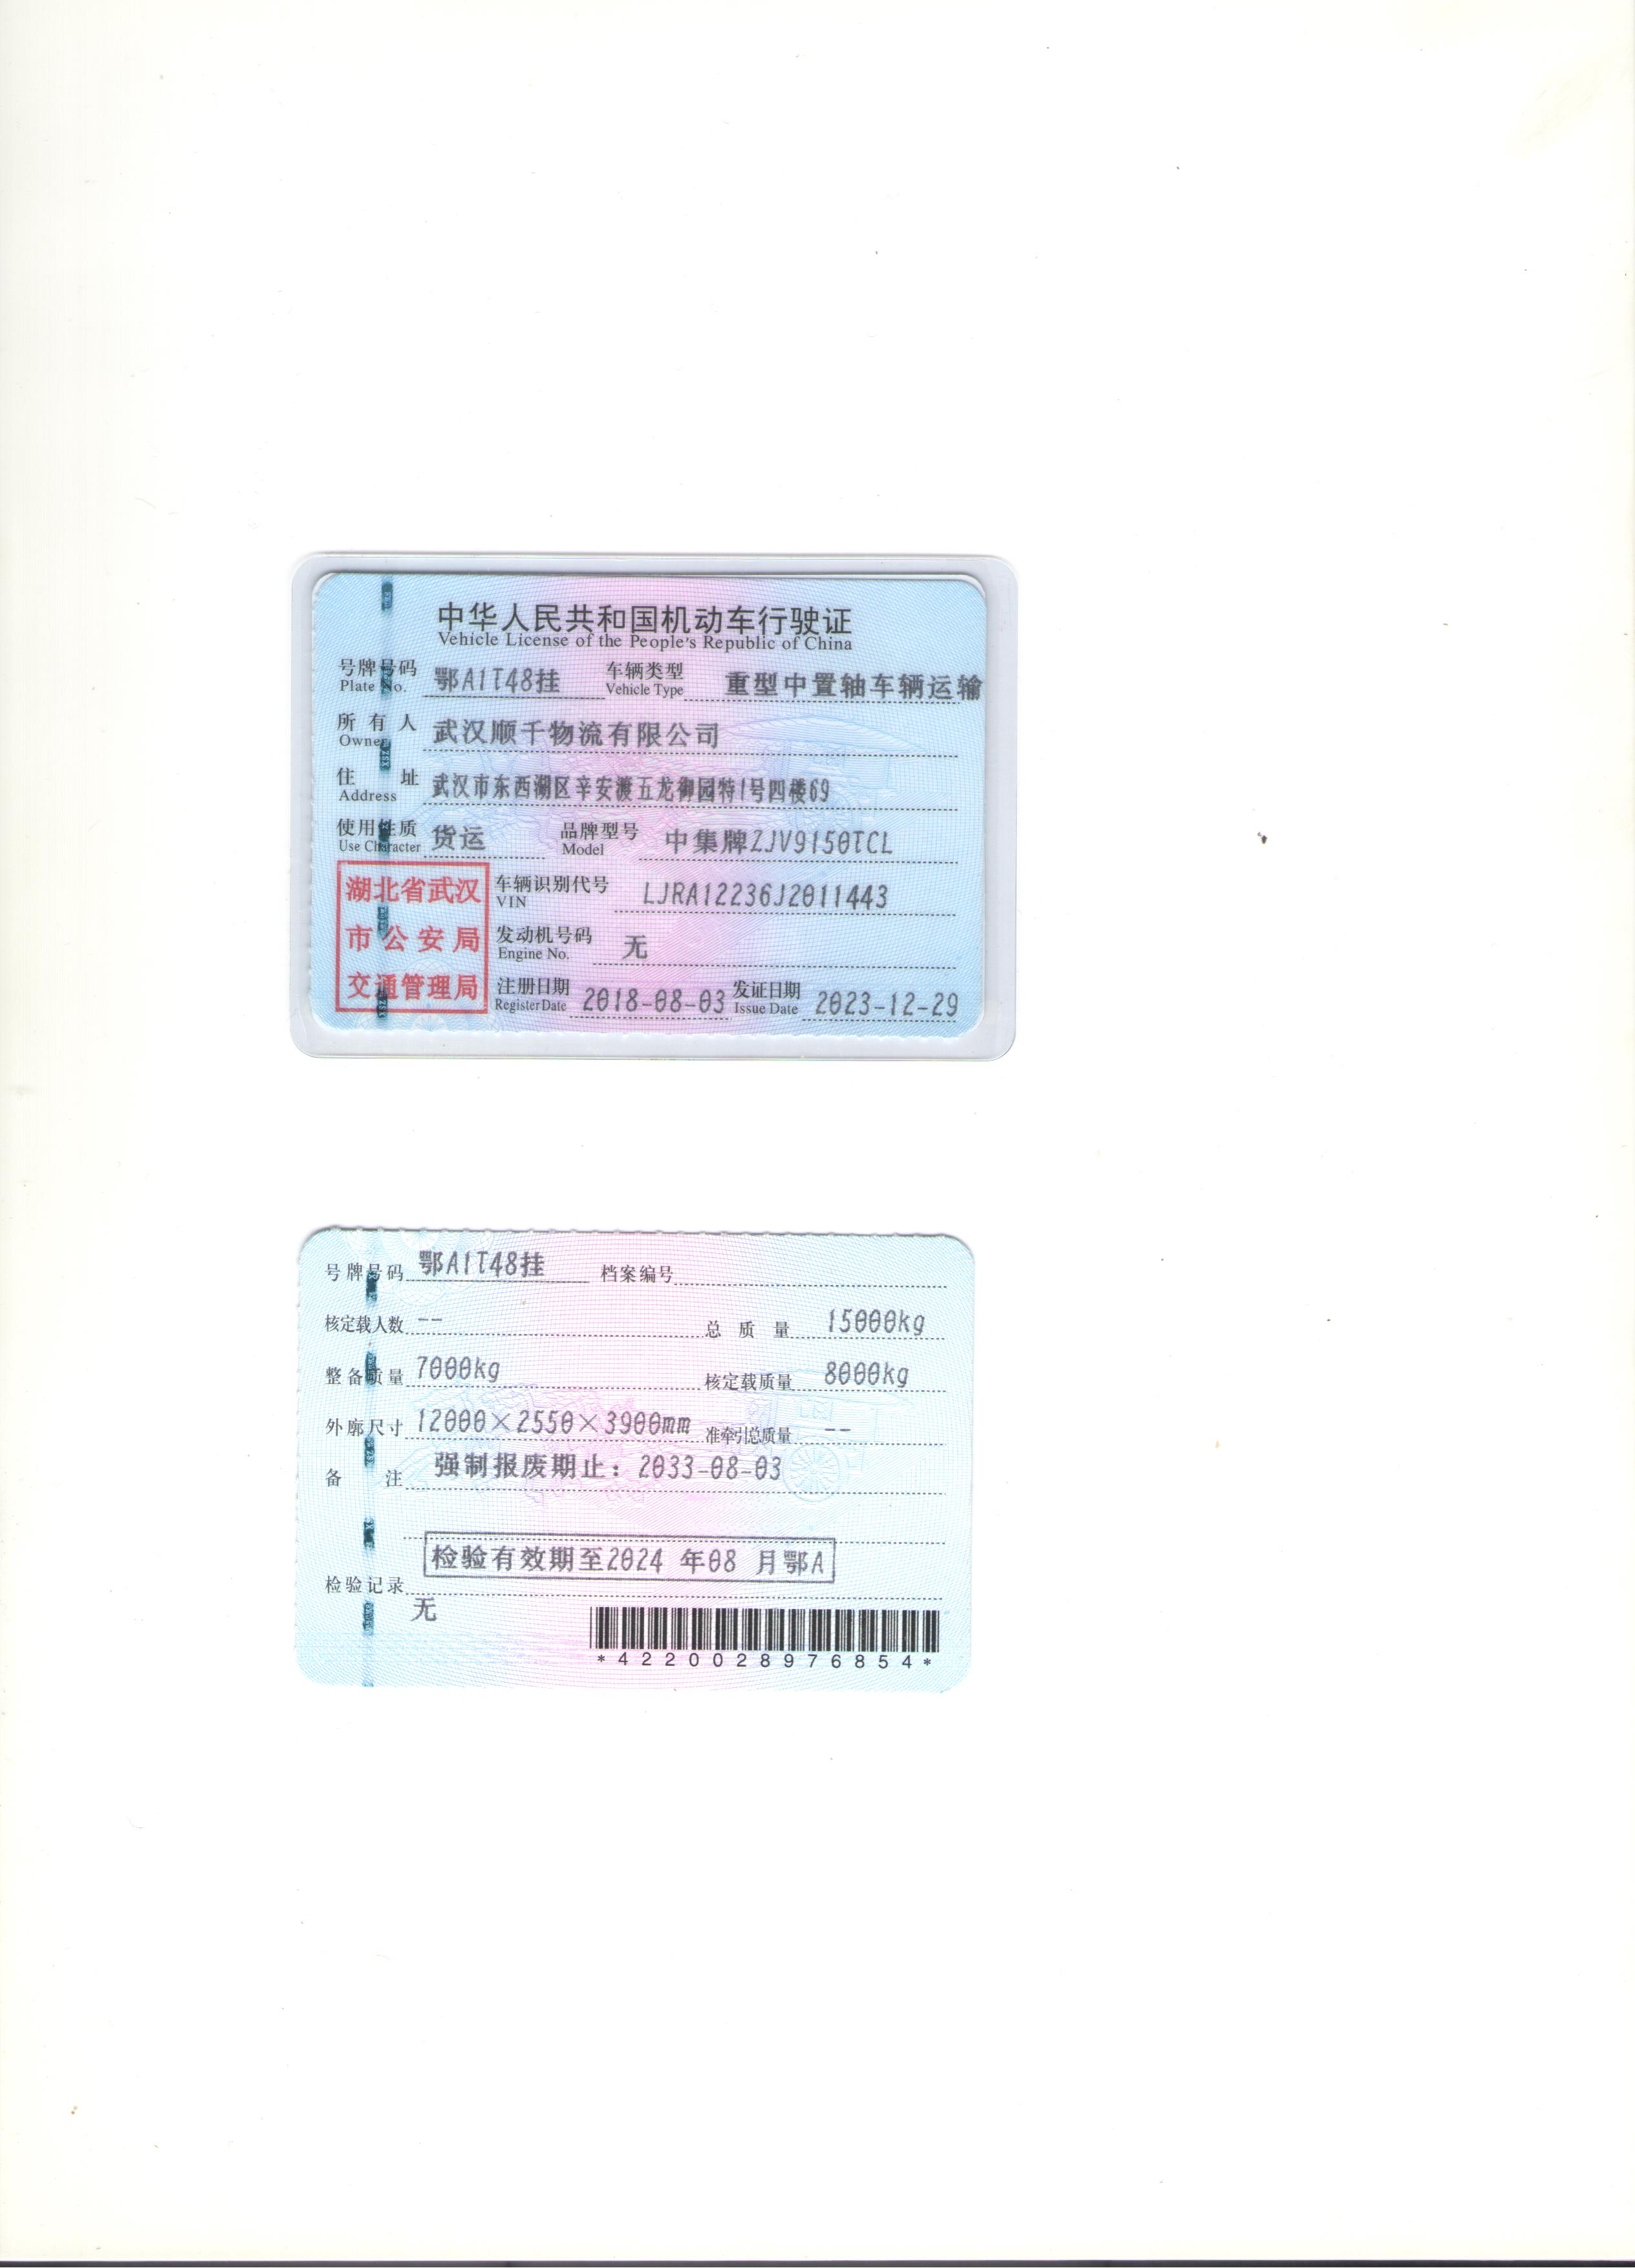 中华人民共和国机动车行驶证
Vehicle License of the People's Republic of China
号牌号码 鄂A1T48挂 车辆类型 重型中置轴车辆运输
Plate No. Vehicle Type
所有人 武汉顺千物流有限公司
Owner
住址 武汉市东西湖区辛安渡五龙御园特1号四楼69
Address
使用性质 货运 品牌型号 中集牌ZJV9150TCL
Use Character Model
湖北省武汉
市公安局
交通管理局
车辆识别代号 LJRA12236J2011443
VIN
发动机号码 无
Engine No.
注册日期 2018-08-03 发证日期 2023-12-29
Register Date Issue Date
号牌号码 鄂A1T48挂 档案编号
核定载人数 -- 总质量 15000kg
整备质量 7000kg 核定载质量 8000kg
外廓尺寸 12000×2550×3900mm 准牵引总质量 --
备注 强制报废期止：2033-08-03
检验有效期至2024 年08 月鄂A
检验记录
无
*4220028976854*